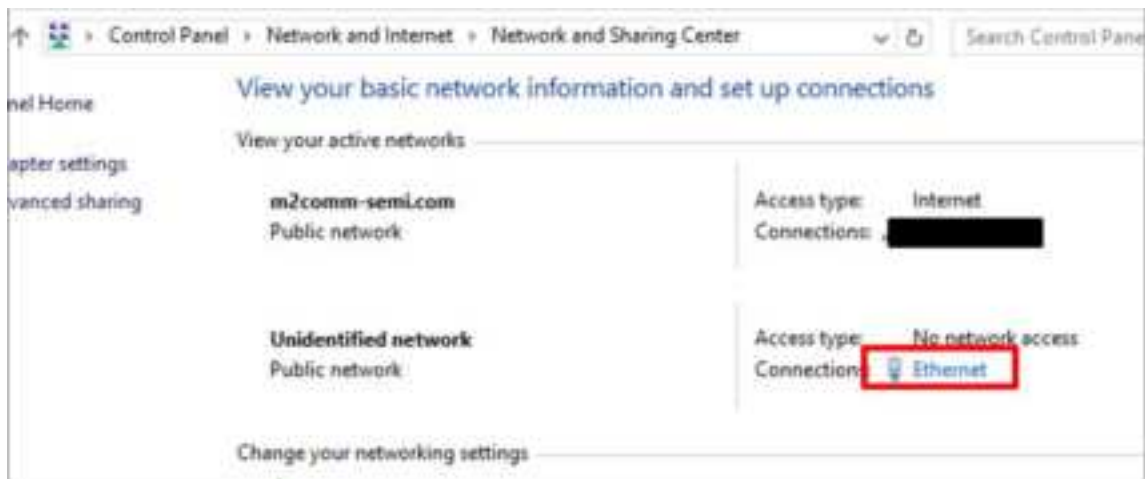 Control Panel › Network and Internet › Network and Sharing Center
Search Control Pane
nel Home
View your basic network information and set up connections
View your active networks
apter settings
vanced sharing
m2comm-semi.com
Access type: Internet
Public network
Connections:
Unidentified network
Access type: No network access
Public network
Connection Ethernet
Change your networking settings